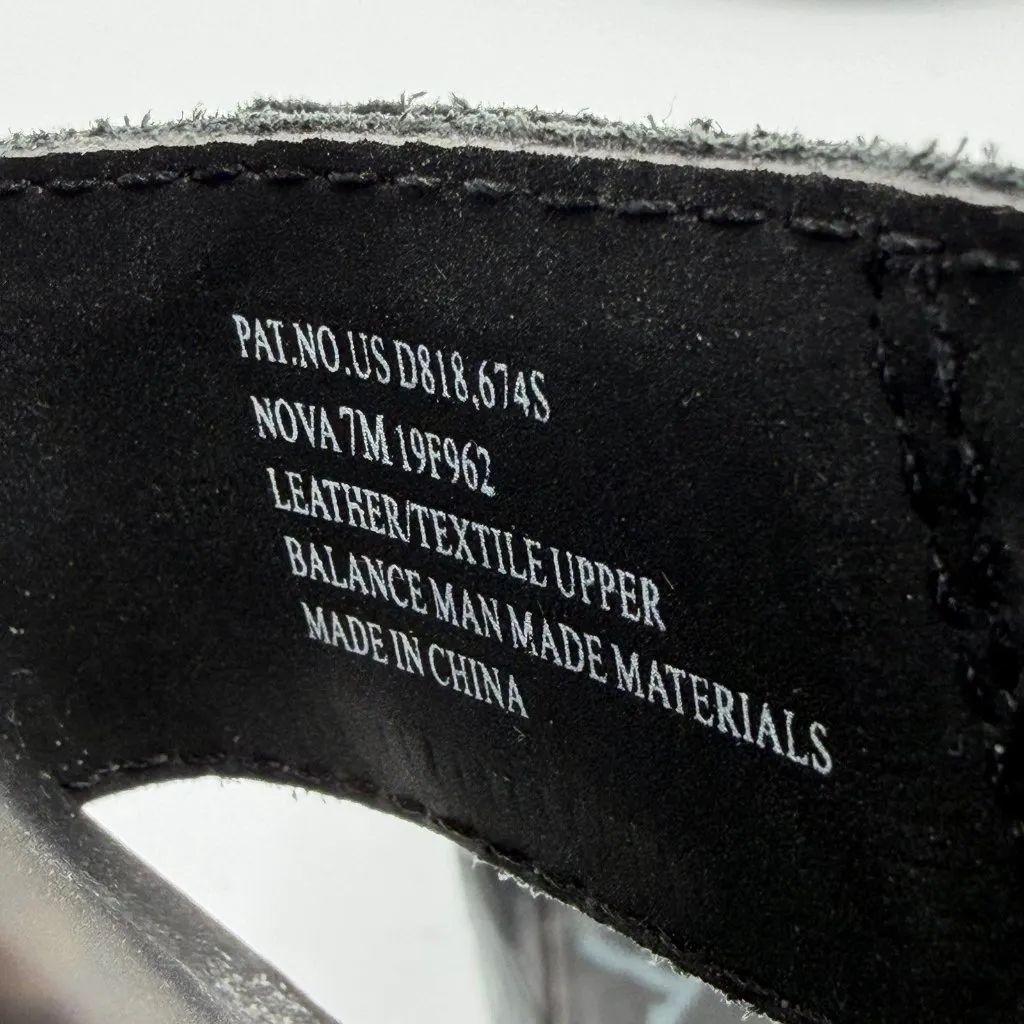 PAT.NO.US D818,674S
NOVA 7M 19F962
LEATHER/TEXTILE UPPER
BALANCE MAN MADE MATERIALS
MADE IN CHINA